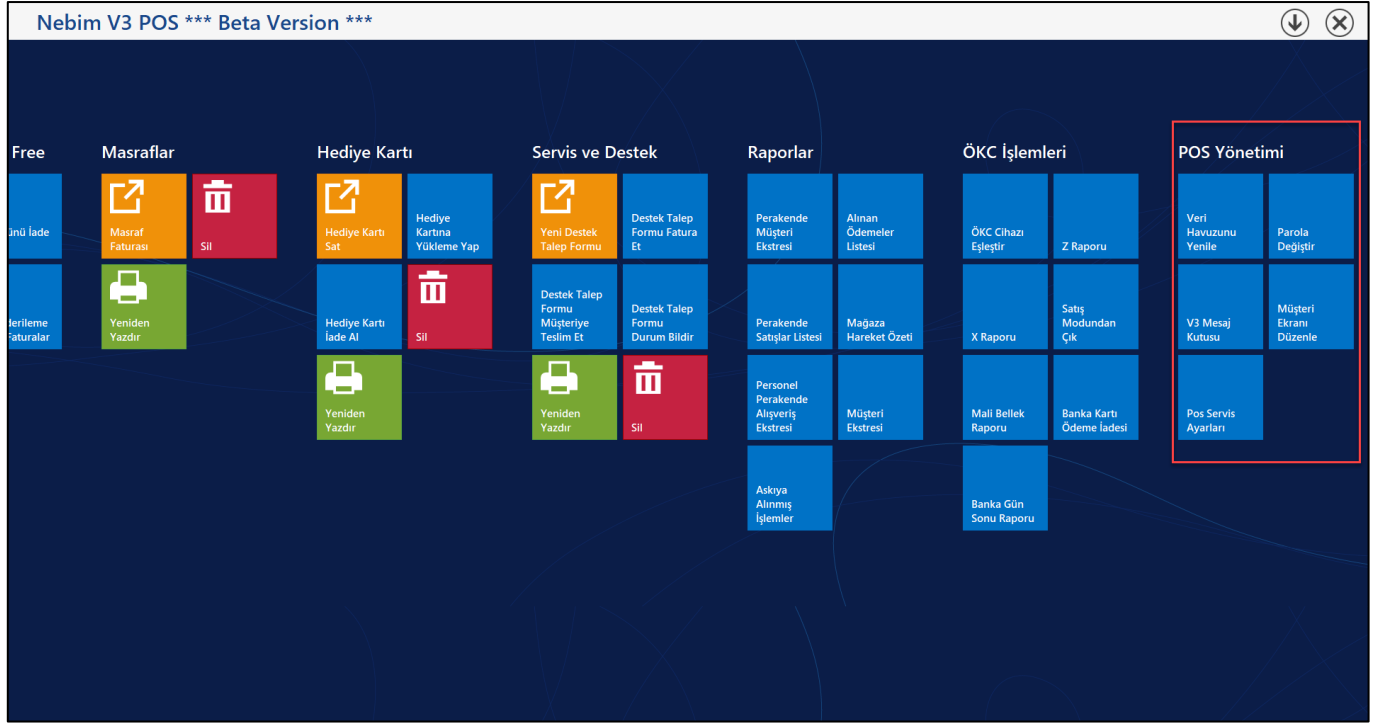 Nebim V3 POS *** Beta Version ***
Free
ünü İade
derileme
Faturalar
Masraflar
Masraf
Faturası
Sil
Yeniden
Yazdır
Hediye Kartı
Hediye Kartı
Sat
Hediye
Kartına
Yükleme Yap
Hediye Kartı
İade Al
Sil
Yeniden
Yazdır
Servis ve Destek
Yeni Destek
Talep Formu
Destek Talep
Formu Fatura
Et
Destek Talep
Formu
Müşteriye
Teslim Et
Destek Talep
Formu
Durum Bildir
Yeniden
Yazdır
Sil
Raporlar
Perakende
Müşteri
Ekstresi
Alınan
Ödemeler
Listesi
Perakende
Satışlar Listesi
Mağaza
Hareket Özeti
Personel
Perakende
Alışveriş
Ekstresi
Müşteri
Ekstresi
Askıya
Alınmış
İşlemler
ÖKC İşlemleri
ÖKC Cihazı
Eşleştir
Z Raporu
X Raporu
Satış
Modundan
Çık
Mali Bellek
Raporu
Banka Kartı
Ödeme İadesi
Banka Gün
Sonu Raporu
POS Yönetimi
Veri
Havuzunu
Yenile
Parola
Değiştir
V3 Mesaj
Kutusu
Müşteri
Ekranı
Düzenle
Pos Servis
Ayarları